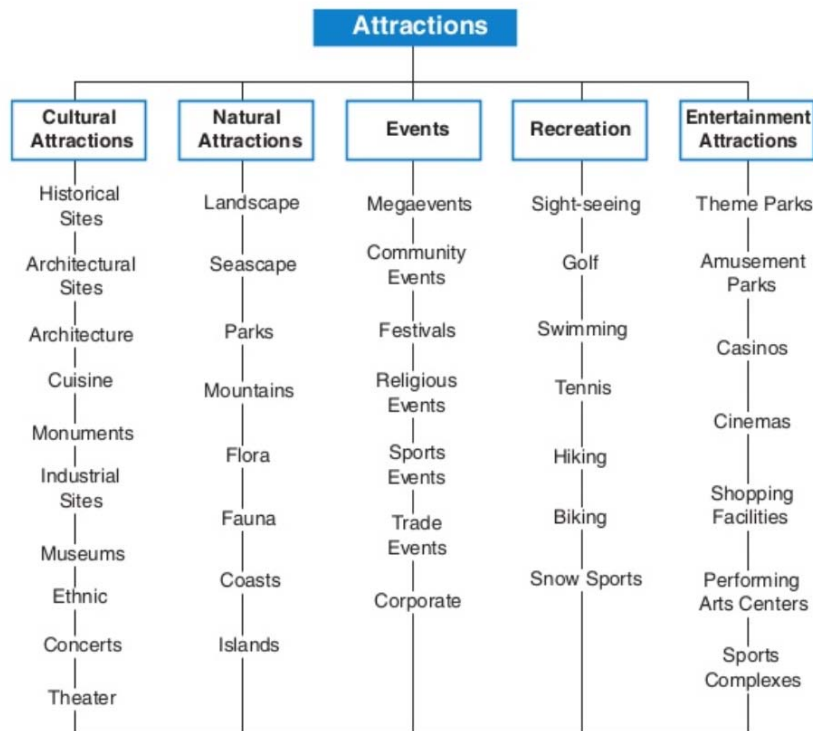 Attractions
Cultural
Attractions
Historical
Sites
Architectural
Sites
Architecture
Cuisine
Monuments
Industrial
Sites
Museums
Ethnic
Concerts
Theater
Natural
Attractions
Landscape
Seascape
Parks
Mountains
Flora
Fauna
Coasts
Islands
Events
Megaevents
Community
Events
Festivals
Religious
Events
Sports
Events
Trade
Events
Corporate
Recreation
Sight-seeing
Golf
Swimming
Tennis
Hiking
Biking
Snow Sports
Entertainment
Attractions
Theme Parks
Amusement
Parks
Casinos
Cinemas
Shopping
Facilities
Performing
Arts Centers
Sports
Complexes